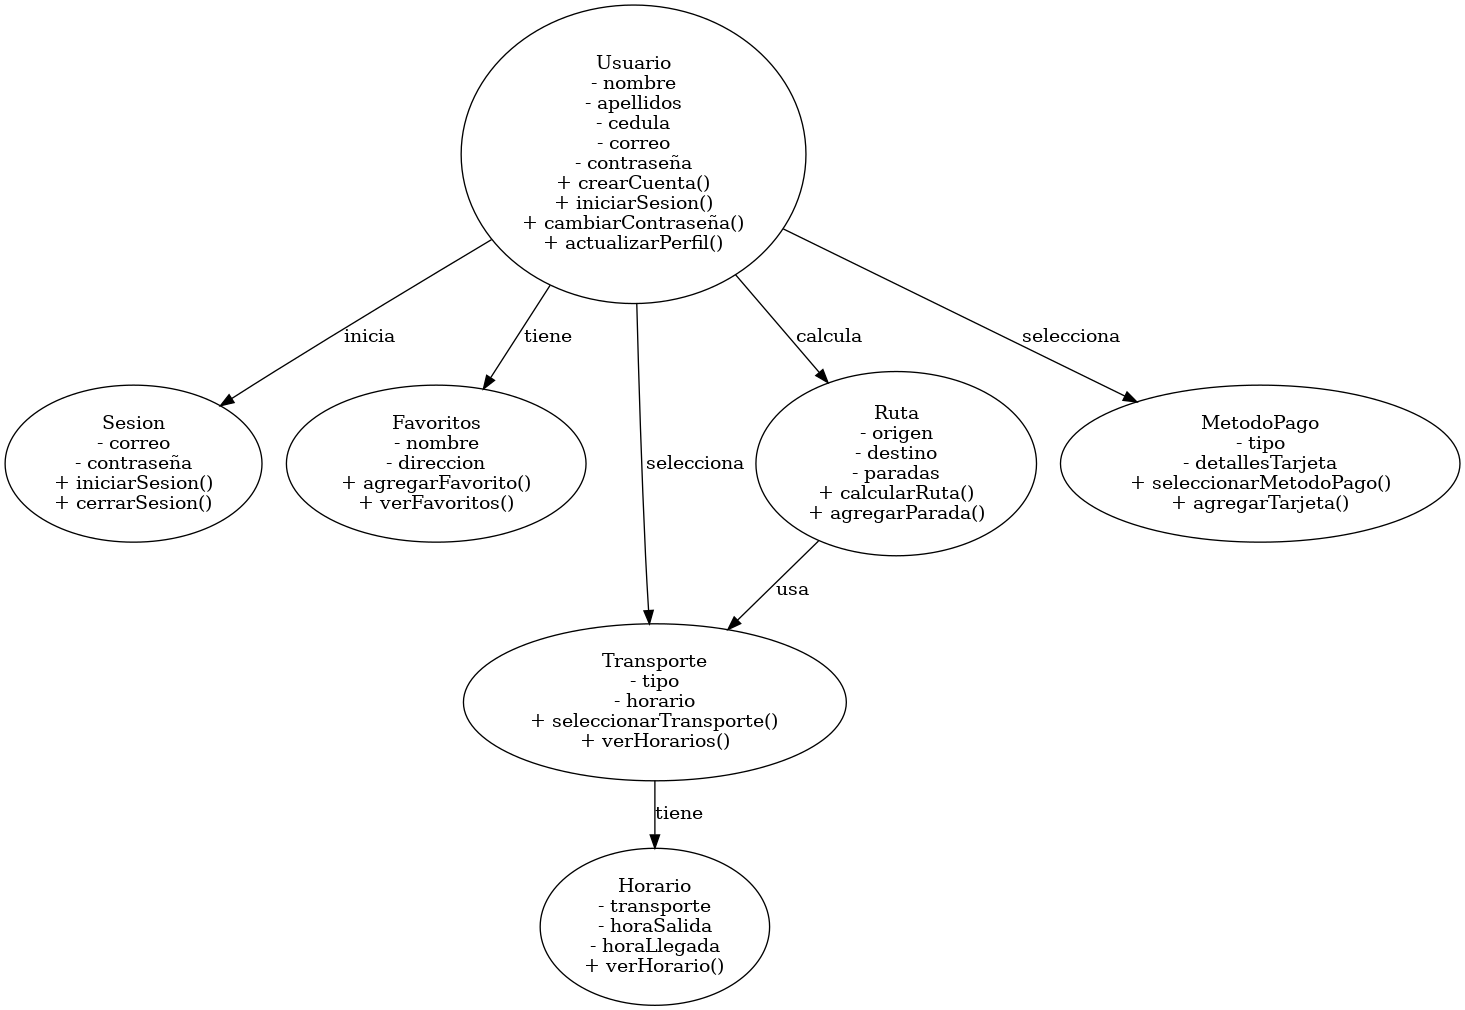 Usuario
- nombre
- apellidos
- cedula
- correo
- contraseña
+ crearCuenta()
+ iniciarSesion()
+ cambiarContraseña()
+ actualizarPerfil()
inicia
tiene
calcula
selecciona
Sesion
- correo
- contraseña
+ iniciarSesion()
+ cerrarSesion()
Favoritos
- nombre
- direccion
+ agregarFavorito()
+ verFavoritos()
selecciona
Ruta
- origen
- destino
- paradas
+ calcularRuta()
+ agregarParada()
MetodoPago
- tipo
- detallesTarjeta
+ seleccionarMetodoPago()
+ agregarTarjeta()
usa
Transporte
- tipo
- horario
+ seleccionarTransporte()
+ verHorarios()
tiene
Horario
- transporte
- horaSalida
- horaLlegada
+ verHorario()